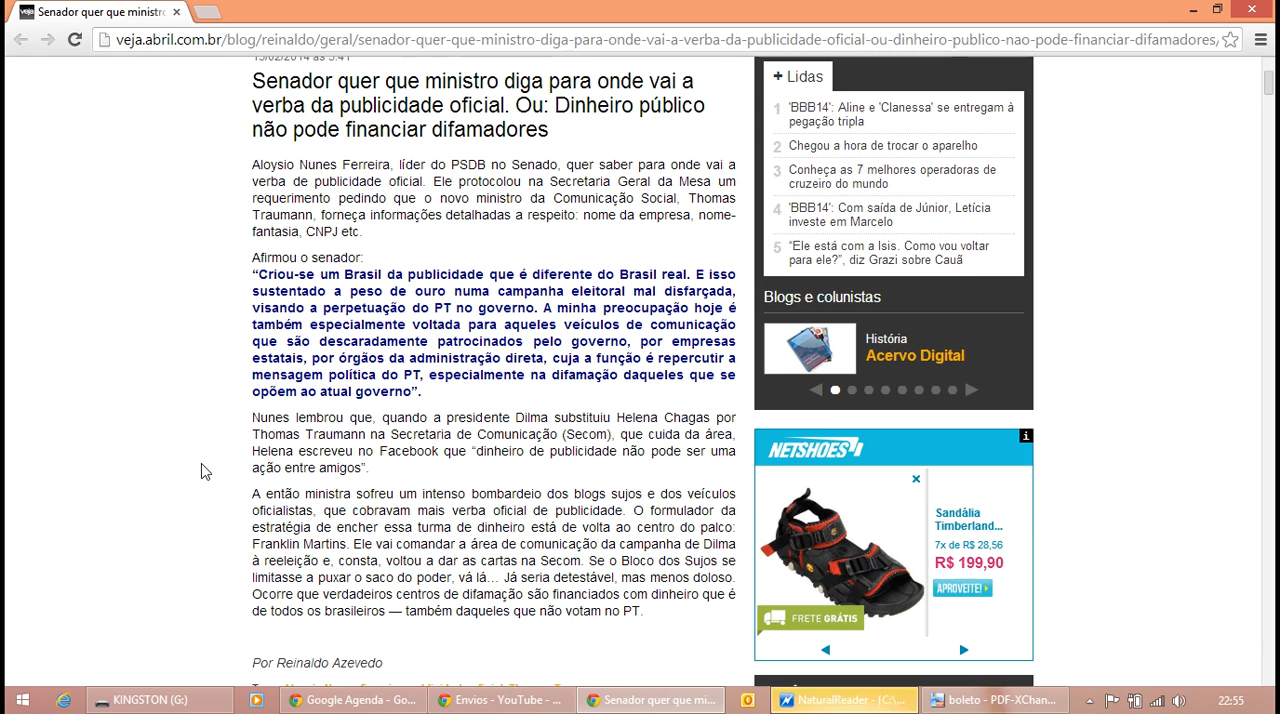 Senador quer que ministr
veja.abril.com.br/blog/reinaldo/geral/senador-quer-que-ministro-diga-para-onde-vai-a-verba-da-publicidade-oficial-ou-dinheiro-publico-nao-pode-financiar-difamadores/
Senador quer que ministro diga para onde vai a
verba da publicidade oficial. Ou: Dinheiro público
não pode financiar difamadores
Aloysio Nunes Ferreira, líder do PSDB no Senado, quer saber para onde vai a
verba de publicidade oficial. Ele protocolou na Secretaria Geral da Mesa um
requerimento pedindo que o novo ministro da Comunicação Social, Thomas
Traumann, forneça informações detalhadas a respeito: nome da empresa, nome-
fantasia, CNPJ etc.
Afirmou o senador:
“Criou-se um Brasil da publicidade que é diferente do Brasil real. E isso
sustentado a peso de ouro numa campanha eleitoral mal disfarçada,
visando a perpetuação do PT no governo. A minha preocupação hoje é
também especialmente voltada para aqueles veículos de comunicação
que são descaradamente patrocinados pelo governo, por empresas
estatais, por órgãos da administração direta, cuja a função é repercutir a
mensagem política do PT, especialmente na difamação daqueles que se
opõem ao atual governo”.
Nunes lembrou que, quando a presidente Dilma substituiu Helena Chagas por
Thomas Traumann na Secretaria de Comunicação (Secom), que cuida da área,
Helena escreveu no Facebook que “dinheiro de publicidade não pode ser uma
ação entre amigos”.
A então ministra sofreu um intenso bombardeio dos blogs sujos e dos veículos
oficialistas, que cobravam mais verba oficial de publicidade. O formulador da
estratégia de encher essa turma de dinheiro está de volta ao centro do palco:
Franklin Martins. Ele vai comandar a área de comunicação da campanha de Dilma
à reeleição e, consta, voltou a dar as cartas na Secom. Se o Bloco dos Sujos se
limitasse a puxar o saco do poder, vá lá… Já seria detestável, mas menos doloso.
Ocorre que verdadeiros centros de difamação são financiados com dinheiro que é
de todos os brasileiros — também daqueles que não votam no PT.
Por Reinaldo Azevedo
+ Lidas
1 'BBB14': Aline e 'Clanessa' se entregam à
pegação tripla
2 Chegou a hora de trocar o aparelho
3 Conheça as 7 melhores operadoras de
cruzeiro do mundo
4 'BBB14': Com saída de Júnior, Letícia
investe em Marcelo
5 “Ele está com a Isis. Como vou voltar
para ele?”, diz Grazi sobre Cauã
Blogs e colunistas
História
Acervo Digital
NETSHOES
Sandália
Timberland...
7x de R$ 28,56
R$ 199,90
APROVEITE!
FRETE GRÁTIS
KINGSTON (G:)
Google Agenda - Go...
Envios - YouTube - ...
Senador quer que mi...
NaturalReader - [C:\...
boleto - PDF-XChan...
22:55